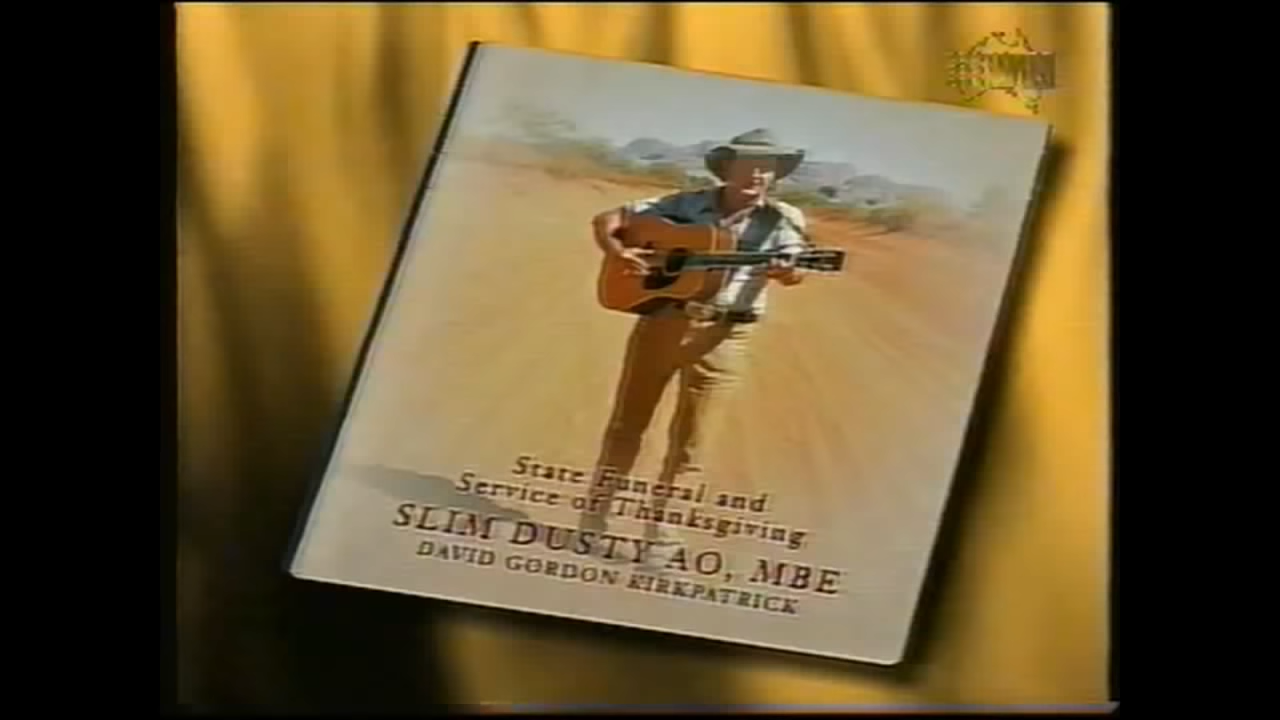 State Funeral and
Service of Thanksgiving
SLIM DUSTY AO, MBE
DAVID GORDON KIRKPATRICK